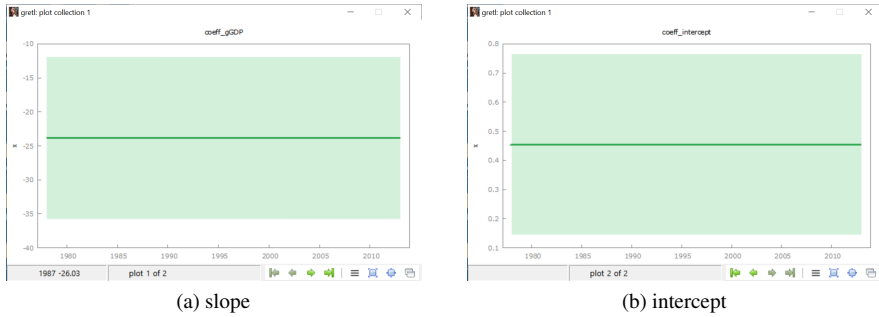 gretl: plot collection 1
coeff_gGDP
-10
-15
-20
-25
-30
-35
-40
x
1980 1985 1990 1995 2000 2005 2010
1987 -26.03 plot 1 of 2
(a) slope
gretl: plot collection 1
coeff_intercept
0.8
0.7
0.6
0.5
0.4
0.3
0.2
0.1
x
1980 1985 1990 1995 2000 2005 2010
plot 2 of 2
(b) intercept